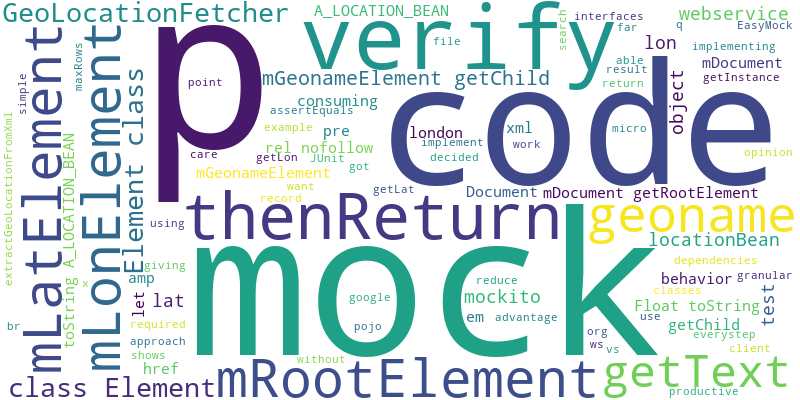 GeoLocationFetcher
A_LOCATION_BEAN
search
interfaces
far
q
webservice
EasyMock
simple
maxRows
point
verify
file
able
lon
implementing
mGeonameElement getChild
result
mDocument
return
getInstance
consuming
assertEquals
object
p
code
example
pre
london
xml
micro
rel nofollow
implement
work
opinion
care
getLon
JUnit
decided
got
mGeonameElement
want
getLat
Document
mDocument getRootElement
record
extractGeoLocationFromXml
mLatElement
toString A_LOCATION_BEAN
mLonElement
Element class
using
thenReturn
geoname
locationBean
giving
x
amp
let
lat
mock
google
reduce
mockito
em
advantage
pojo
dependencies
behavior
granular
classes
Float toString
test
required
br
approach
shows
href
without
org
ws
vs
use
getChild
everystep
client
class Element
mRootElement
getText
productive